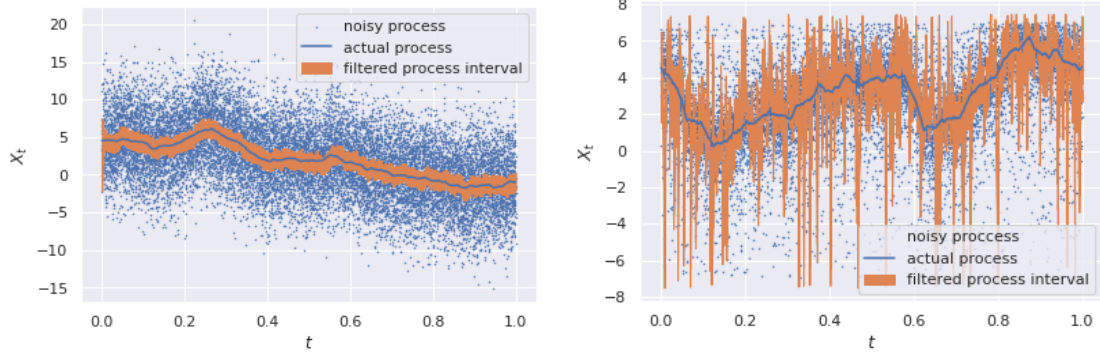 20
15
10
5
0
−5
−10
−15
X_t
0.0 0.2 0.4 0.6 0.8 1.0
t
noisy process
actual process
filtered process interval
8
6
4
2
0
−2
−4
−6
−8
X_t
0.0 0.2 0.4 0.6 0.8 1.0
t
noisy proccess
actual process
filtered process interval